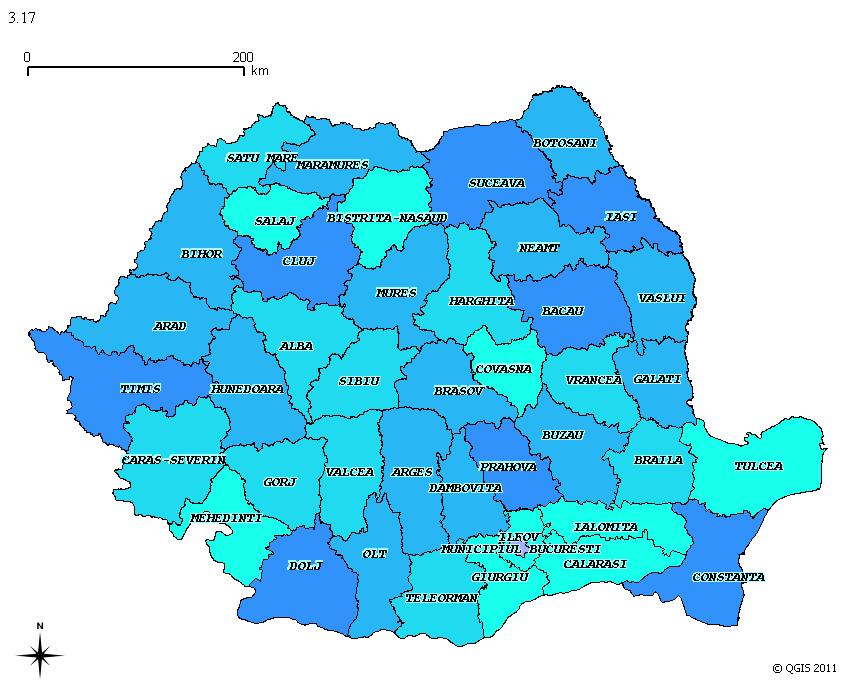 3.17
0 200
km
BOTOSANI
SATU MARE
MARAMURES
SUCEAVA
IASI
SALAJ
BISTRITA-NASAUD
NEAMT
BIHOR
CLUJ
MURES
HARGHITA
BACAU
VASLUI
ARAD
ALBA
COVASNA
SIBIU
VRANCEA
GALATI
TIMIS
HUNEDOARA
BRASOV
BUZAU
CARAS-SEVERIN
BRAILA
TULCEA
PRAHOVA
VALCEA
ARGES
GORJ
DAMBOVITA
MEHEDINTI
IALOMITA
ILFOV
MUNICIPIUL BUCURESTI
OLT
DOLJ
CALARASI
GIURGIU
CONSTANTA
TELEORMAN
N
© QGIS 2011